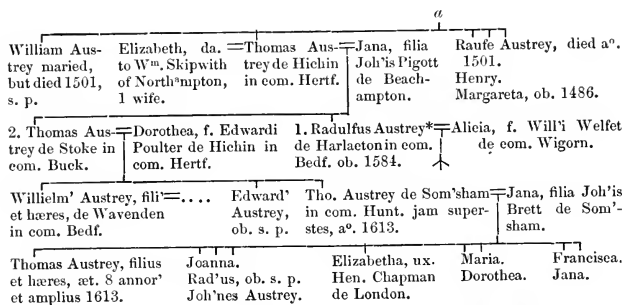 a
William Austrey maried, but died 1501, s. p.
Elizabeth, da. to Wm. Skipwith of Northᵃmpton, 1 wife.
Thomas Austrey de Hichin in com. Hertf.
Jana, filia Joh'is Pigott de Beachampton.
Raufe Austrey, died aº. 1501.
Henry.
Margareta, ob. 1486.
2. Thomas Austrey de Stoke in com. Buck.
Dorothea, f. Edwardi Poulter de Hichin in com. Hertf.
1. Radulfus Austrey* de Harlacton in com. Bedf. ob. 1584.
Alicia, f. Will'i Welfet de com. Wigorn.
Willielm' Austrey, fili' et hæres, de Wavenden in com. Bedf.
....
Edward' Austrey, ob. s. p.
Tho. Austrey de Som'sham in com. Hunt. jam superstes, aº. 1613.
Jana, filia Joh'is Brett de Som'sham.
Thomas Austrey, filius et hæres, æt. 8 annor' et amplius 1613.
Joanna.
Rad'us, ob. s. p.
Joh'nes Austrey.
Elizabetha, ux. Hen. Chapman de London.
Maria.
Dorothea.
Francisca.
Jana.